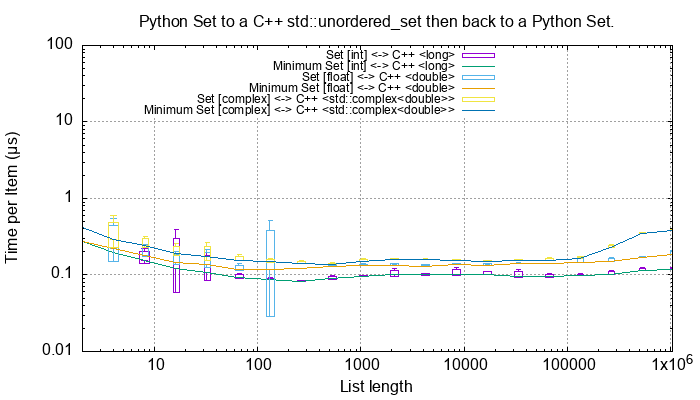 Python Set to a C++ std::unordered_set then back to a Python Set.
100
10
1
0.1
0.01
Time per Item (µs)
Set [int] <-> C++ <long>
Minimum Set [int] <-> C++ <long>
Set [float] <-> C++ <double>
Minimum Set [float] <-> C++ <double>
Set [complex] <-> C++ <std::complex<double>>
Minimum Set [complex] <-> C++ <std::complex<double>>
10 100 1000 10000 100000 1x10⁶
List length